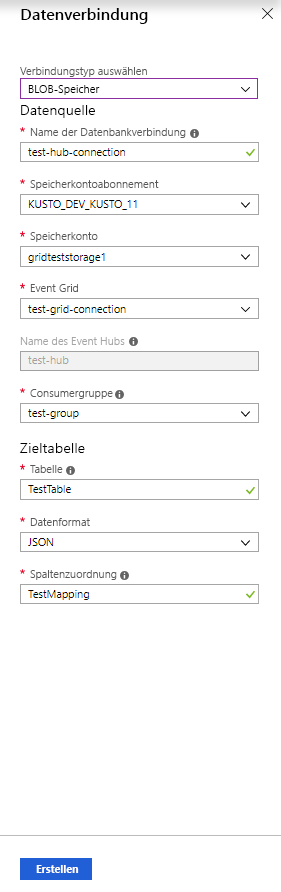 Datenverbindung
Verbindungstyp auswählen
BLOB-Speicher
Datenquelle
* Name der Datenbankverbindung
test-hub-connection
* Speicherkontoabonnement
KUSTO_DEV_KUSTO_11
* Speicherkonto
gridteststorage1
* Event Grid
test-grid-connection
Name des Event Hubs
test-hub
* Consumergruppe
test-group
Zieltabelle
* Tabelle
TestTable
* Datenformat
JSON
* Spaltenzuordnung
TestMapping
Erstellen